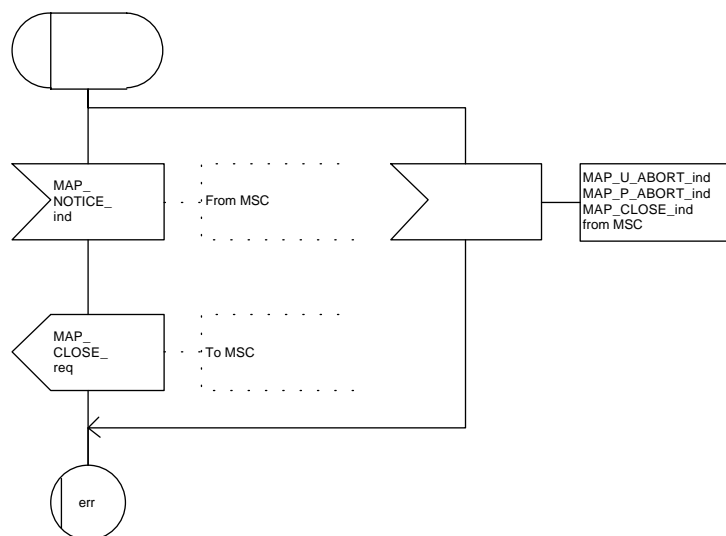 MAP_
NOTICE_
ind
From MSC
MAP_U_ABORT_ind
MAP_P_ABORT_ind
MAP_CLOSE_ind
from MSC
MAP_
CLOSE_
req
To MSC
err